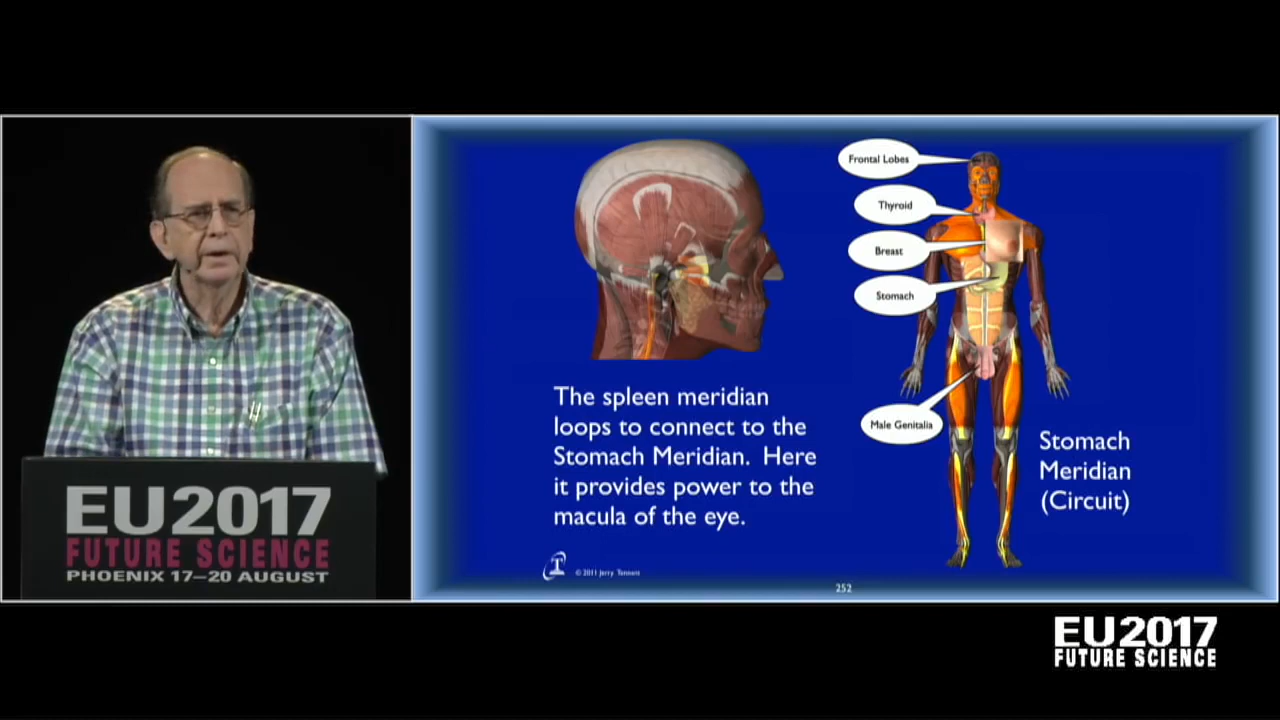 EU2017
FUTURE SCIENCE
PHOENIX 17–20 AUGUST
Frontal Lobes
Thyroid
Breast
Stomach
Male Genitalia
The spleen meridian
loops to connect to the
Stomach Meridian. Here
it provides power to the
macula of the eye.
Stomach
Meridian
(Circuit)
T
© 2011 Jerry Tennant
252
EU2017
FUTURE SCIENCE